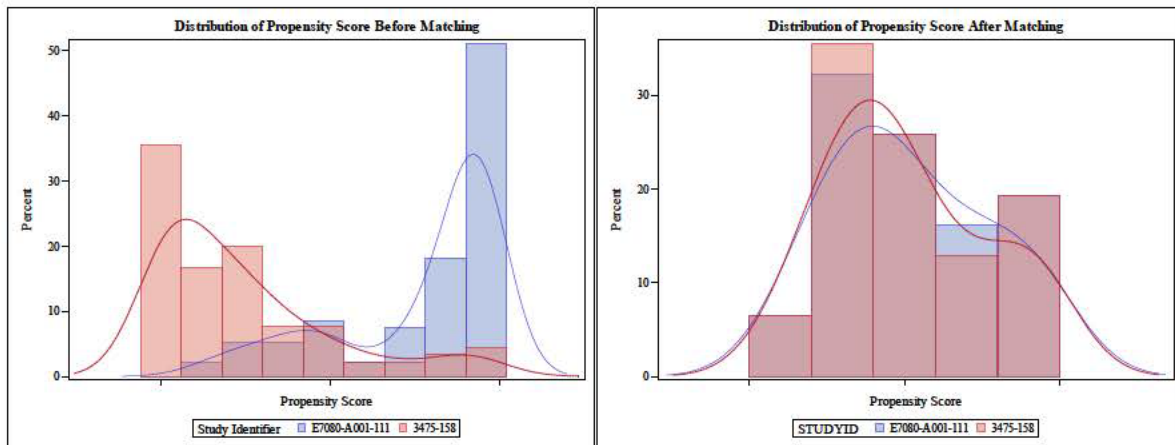 Distribution of Propensity Score Before Matching
50
40
30
20
10
0
Percent
Propensity Score
Study Identifier E7080-A001-111 3475-158
Distribution of Propensity Score After Matching
30
20
10
0
Percent
Propensity Score
STUDYID E7080-A001-111 3475-158